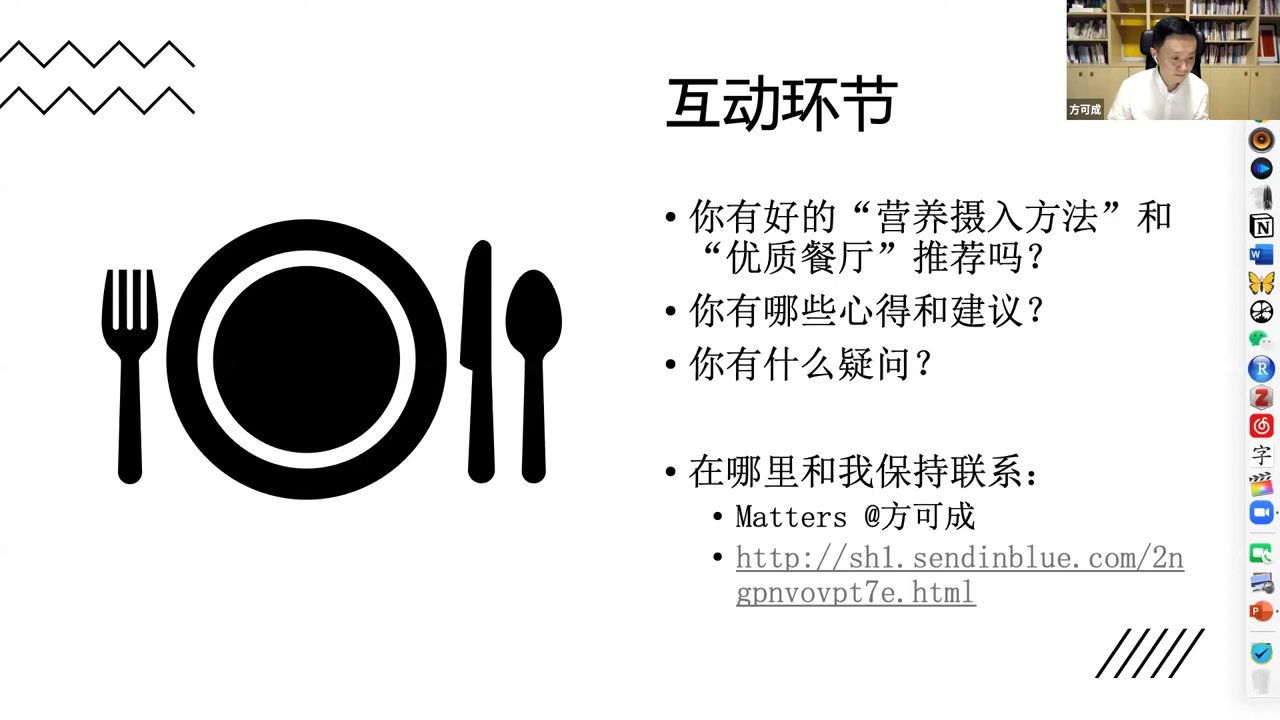 互动环节
方可成
• 你有好的“营养摄入方法”和
“优质餐厅”推荐吗？
• 你有哪些心得和建议？
• 你有什么疑问？
• 在哪里和我保持联系：
• Matters @方可成
• http://sh1.sendinblue.com/2n
gpnvovpt7e.html
N
W
R
Z
字
P